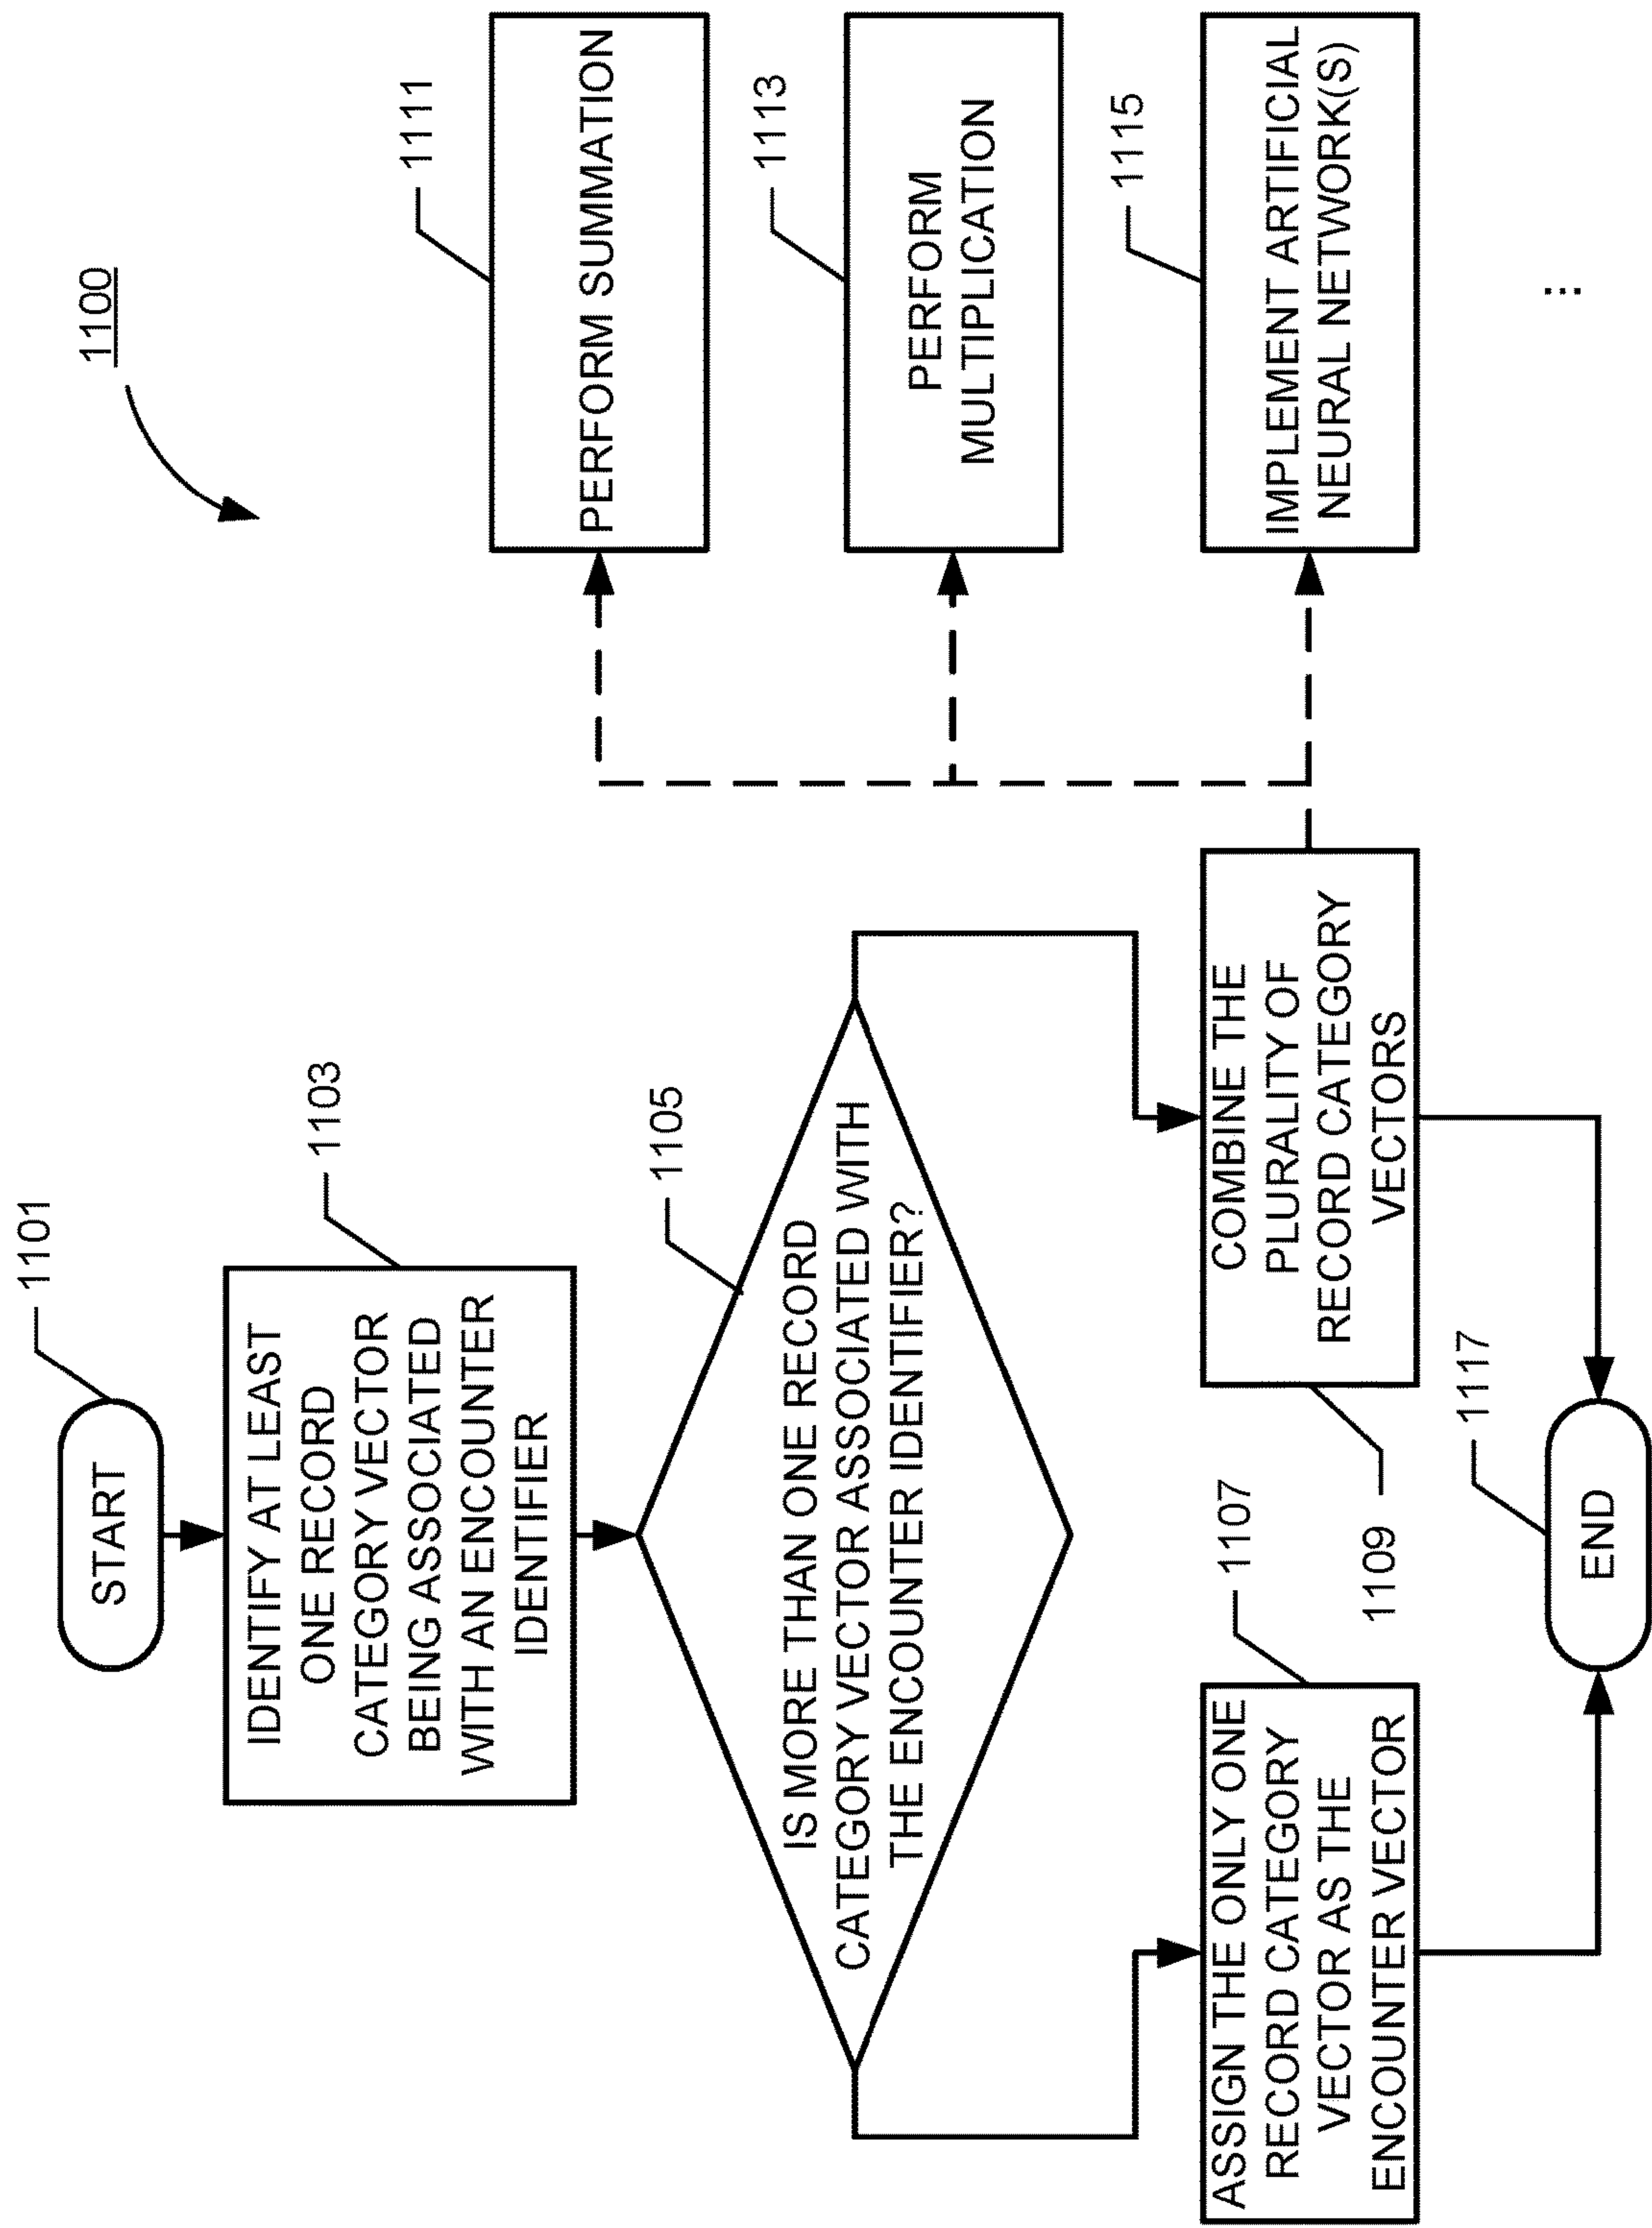 1100
1101
START
1103
IDENTIFY AT LEAST
ONE RECORD
CATEGORY VECTOR
BEING ASSOCIATED
WITH AN ENCOUNTER
IDENTIFIER
1105
IS MORE THAN ONE RECORD
CATEGORY VECTOR ASSOCIATED WITH
THE ENCOUNTER IDENTIFIER?
1107
ASSIGN THE ONLY ONE
RECORD CATEGORY
VECTOR AS THE
ENCOUNTER VECTOR
1109
COMBINE THE
PLURALITY OF
RECORD CATEGORY
VECTORS
1111
PERFORM SUMMATION
1113
PERFORM
MULTIPLICATION
1115
IMPLEMENT ARTIFICIAL
NEURAL NETWORK(S)
...
1117
END